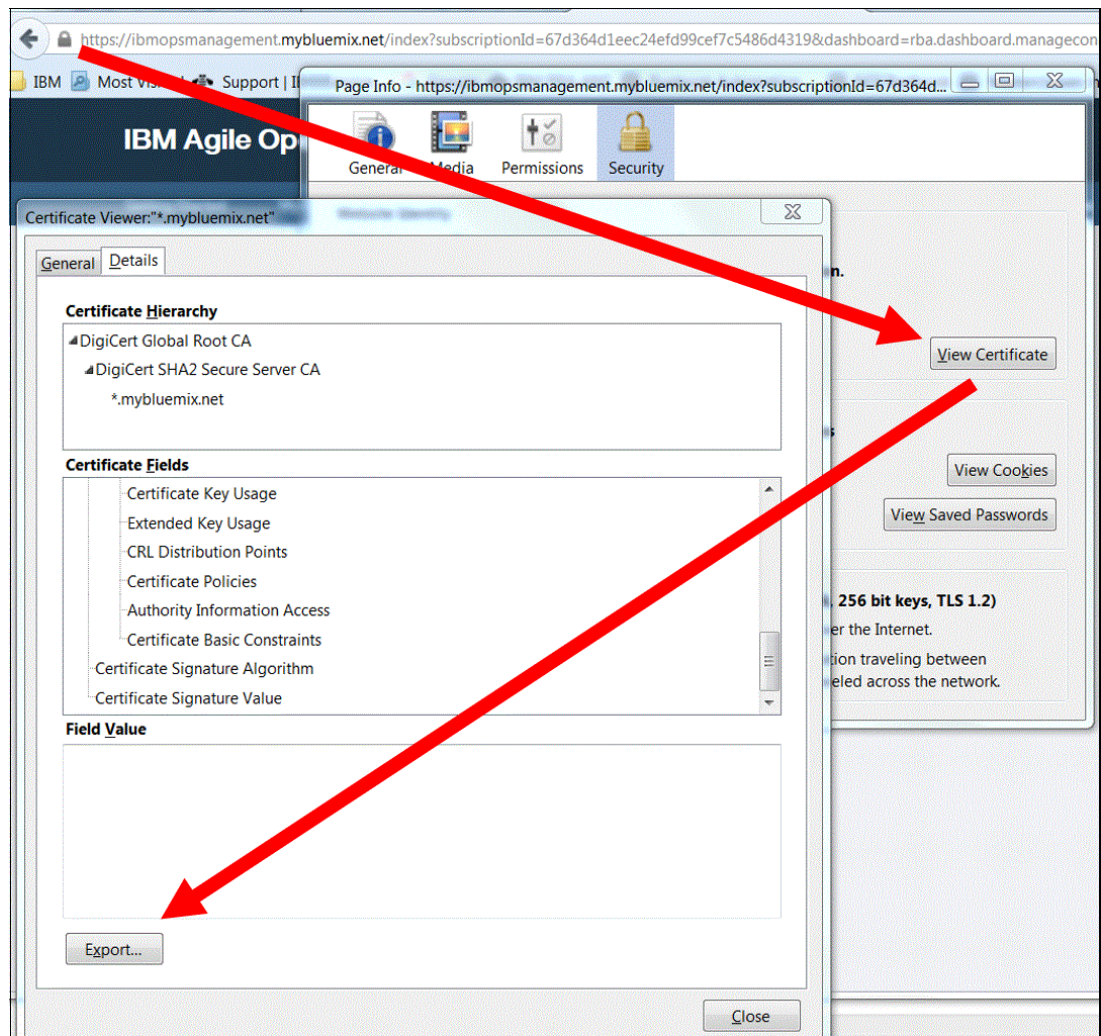 https://ibmopsmanagement.mybluemix.net/index?subscriptionId=67d364d1eec24efd99cef7c5486d4319&dashboard=rba.dashboard.managecon
IBM Most Support | I
Page Info - https://ibmopsmanagement.mybluemix.net/index?subscriptionId=67d364d...
IBM Agile Op
General Media Permissions Security
Certificate Viewer:"*.mybluemix.net"
Website Identity
General Details
n.
Certificate Hierarchy
DigiCert Global Root CA
DigiCert SHA2 Secure Server CA
*.mybluemix.net
View Certificate
s
Certificate Fields
Certificate Key Usage
Extended Key Usage
CRL Distribution Points
Certificate Policies
Authority Information Access
Certificate Basic Constraints
Certificate Signature Algorithm
Certificate Signature Value
View Cookies
View Saved Passwords
, 256 bit keys, TLS 1.2)
er the Internet.
tion traveling between
eled across the network.
Field Value
Export...
Close